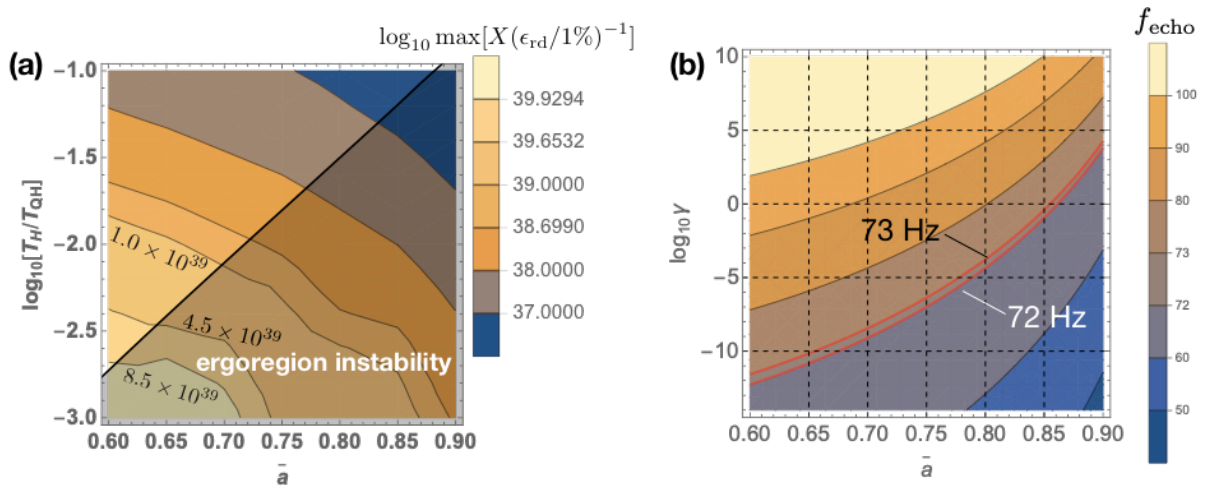 (a)
log₁₀ max[X(ϵ_rd/1%)⁻¹]
log₁₀[T_H/T_QH]
−1.0
−1.5
−2.0
−2.5
−3.0
1.0 × 10³⁹
4.5 × 10³⁹
8.5 × 10³⁹
ergoregion instability
0.60 0.65 0.70 0.75 0.80 0.85 0.90
ā
39.9294
39.6532
39.0000
38.6990
38.0000
37.0000
(b)
f_echo
log₁₀ γ
10
5
0
−5
−10
73 Hz
72 Hz
0.60 0.65 0.70 0.75 0.80 0.85 0.90
ā
100
90
80
73
72
60
50